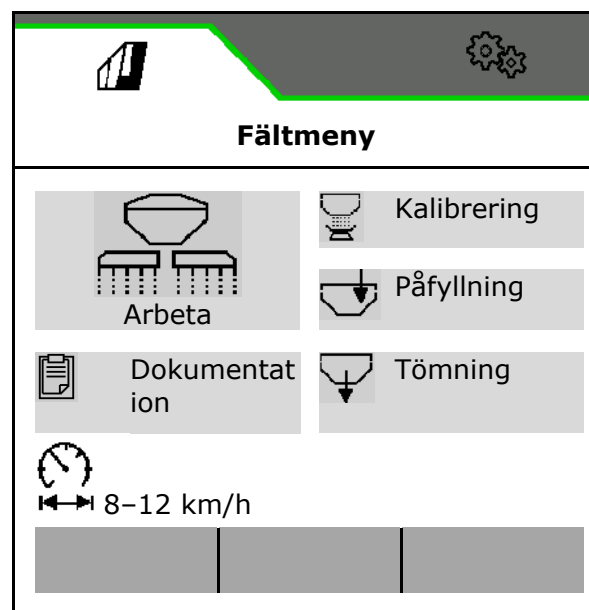 Fältmeny
Kalibrering
Arbeta
Påfyllning
Dokumentat
ion
Tömning
8–12 km/h